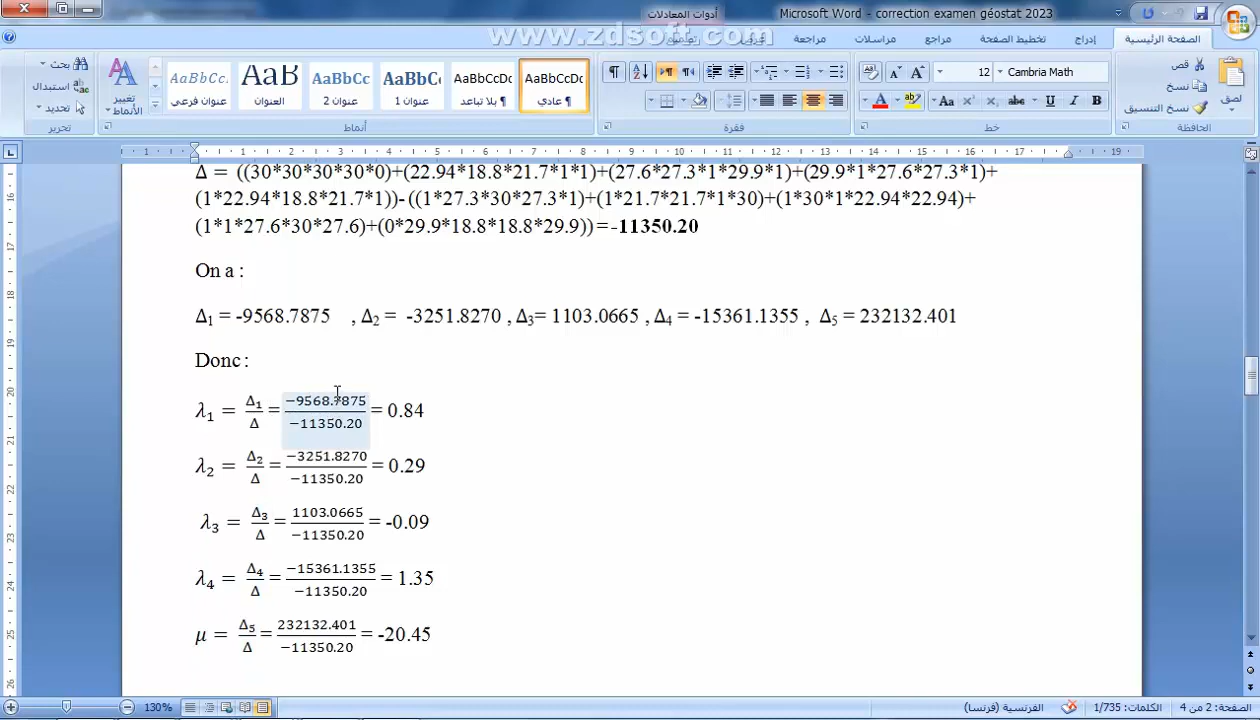 أدوات المعادلات
Microsoft Word - correction examen géostat 2023
www.zdsoft.com
الصفحة الرئيسية إدراج تخطيط الصفحة مراجع مراسلات مراجعة عرض تصميم
لصق
قص
نسخ
نسخ التنسيق
الحافظة
Cambria Math 12
خط
فقرة
AaBbCcDc عادي
AaBbCcDc بلا تباعد
AaBbCc عنوان 1
AaBbCc عنوان 2
AaB العنوان
AaBbCc عنوان فرعي
تغيير الأنماط
أنماط
بحث
استبدال
تحديد
تحرير
Δ = ((30*30*30*30*0)+(22.94*18.8*21.7*1*1)+(27.6*27.3*1*29.9*1)+(29.9*1*27.6*27.3*1)+
(1*22.94*18.8*21.7*1))-((1*27.3*30*27.3*1)+(1*21.7*21.7*1*30)+(1*30*1*22.94*22.94)+
(1*1*27.6*30*27.6)+(0*29.9*18.8*18.8*29.9))=-11350.20
On a :
Δ₁ = -9568.7875 , Δ₂ = -3251.8270 , Δ₃= 1103.0665 , Δ₄ = -15361.1355 , Δ₅ = 232132.401
Donc :
λ₁ = Δ₁/Δ = −9568.7875/−11350.20 = 0.84
λ₂ = Δ₂/Δ = −3251.8270/−11350.20 = 0.29
λ₃ = Δ₃/Δ = 1103.0665/−11350.20 = -0.09
λ₄ = Δ₄/Δ = −15361.1355/−11350.20 = 1.35
μ = Δ₅/Δ = 232132.401/−11350.20 = -20.45
الصفحة: 2 من 4 الكلمات: 1/735 الفرنسية (فرنسا) 130%